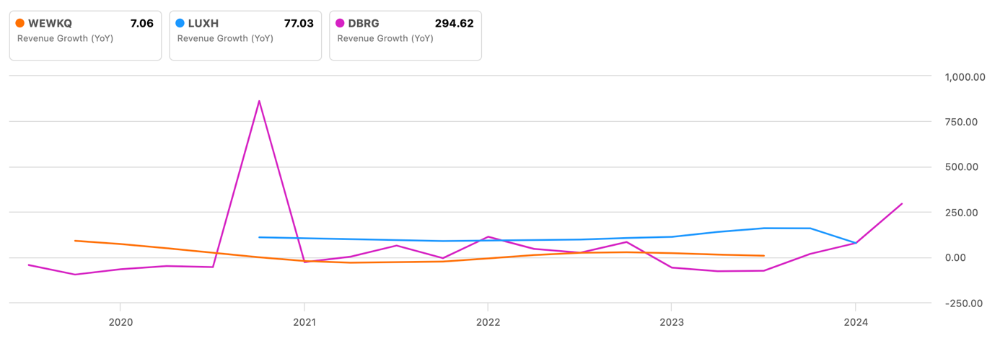 WEWKQ 7.06
Revenue Growth (YoY)
LUXH 77.03
Revenue Growth (YoY)
DBRG 294.62
Revenue Growth (YoY)
1,000.00
750.00
500.00
250.00
0.00
-250.00
2020 2021 2022 2023 2024